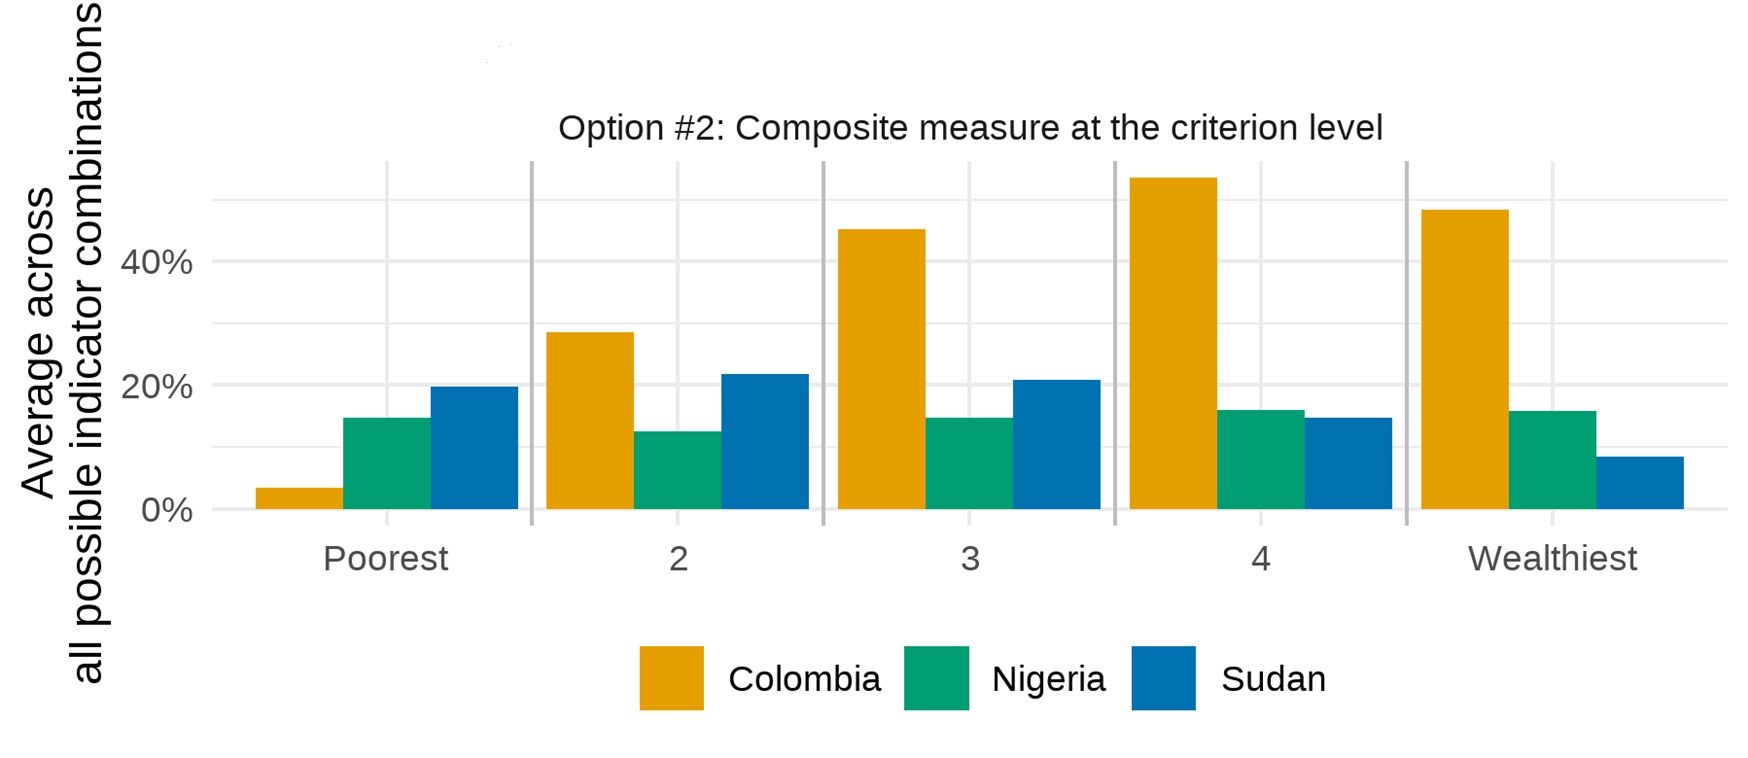 Average across
all possible indicator combinations
Option #2: Composite measure at the criterion level
40%
20%
0%
Poorest
2
3
4
Wealthiest
Colombia
Nigeria
Sudan